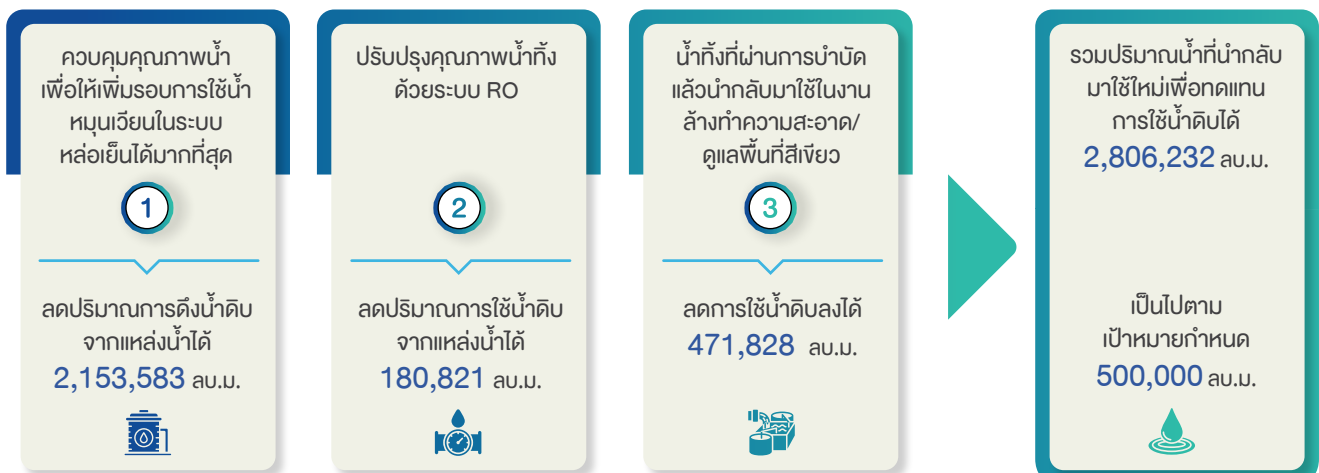 ควบคุมคุณภาพน้ำ
เพื่อให้เพิ่มรอบการใช้น้ำ
หมุนเวียนในระบบ
หล่อเย็นได้มากที่สุด
1
ลดปริมาณการดึงน้ำดิบ
จากแหล่งน้ำได้
2,153,583 ลบ.ม.
ปรับปรุงคุณภาพน้ำทิ้ง
ด้วยระบบ RO
2
ลดปริมาณการใช้น้ำดิบ
จากแหล่งน้ำได้
180,821 ลบ.ม.
น้ำทิ้งที่ผ่านการบำบัด
แล้วนำกลับมาใช้ในงาน
ล้างทำความสะอาด/
ดูแลพื้นที่สีเขียว
3
ลดการใช้น้ำดิบลงได้
471,828 ลบ.ม.
รวมปริมาณน้ำที่นำกลับ
มาใช้ใหม่เพื่อทดแทน
การใช้น้ำดิบได้
2,806,232 ลบ.ม.
เป็นไปตาม
เป้าหมายกำหนด
500,000 ลบ.ม.